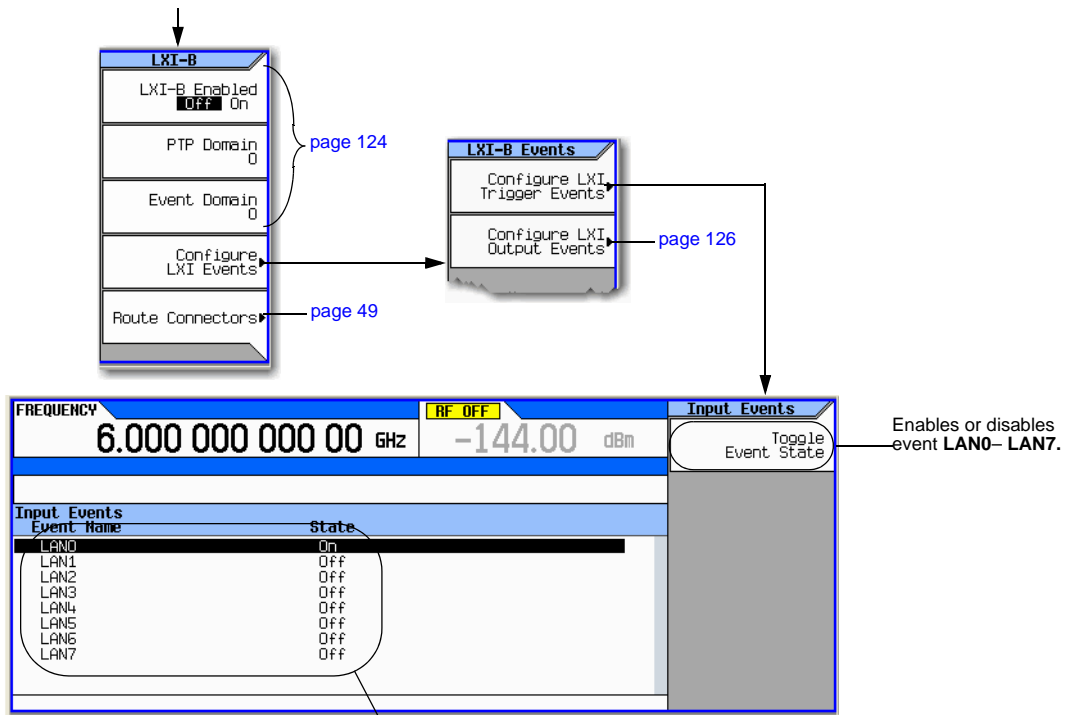 LXI-B
LXI-B Enabled
Off On
PTP Domain
0
page 124
Event Domain
0
Configure
LXI Events
Route Connectors
page 49
LXI-B Events
Configure LXI
Trigger Events
Configure LXI
Output Events
page 126
FREQUENCY
6.000 000 000 00 GHz
RF OFF
-144.00 dBm
Input Events
Toggle
Event State
Enables or disables
event LAN0– LAN7.
Input Events
Event Name State
LAN0 On
LAN1 Off
LAN2 Off
LAN3 Off
LAN4 Off
LAN5 Off
LAN6 Off
LAN7 Off